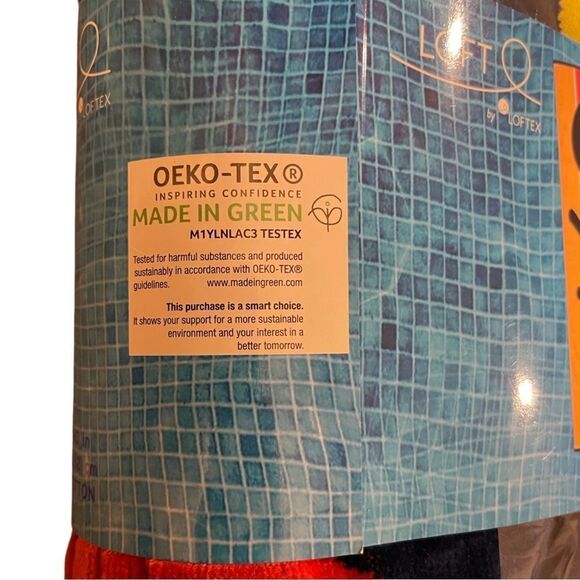 LOFTEX
LOFT
by LOFTEX
OEKO-TEX®
INSPIRING CONFIDENCE
MADE IN GREEN
M1YLNLAC3 TESTEX
Tested for harmful substances and produced
sustainably in accordance with OEKO-TEX®
guidelines. www.madeingreen.com
This purchase is a smart choice.
It shows your support for a more sustainable
environment and your interest in a
better tomorrow.